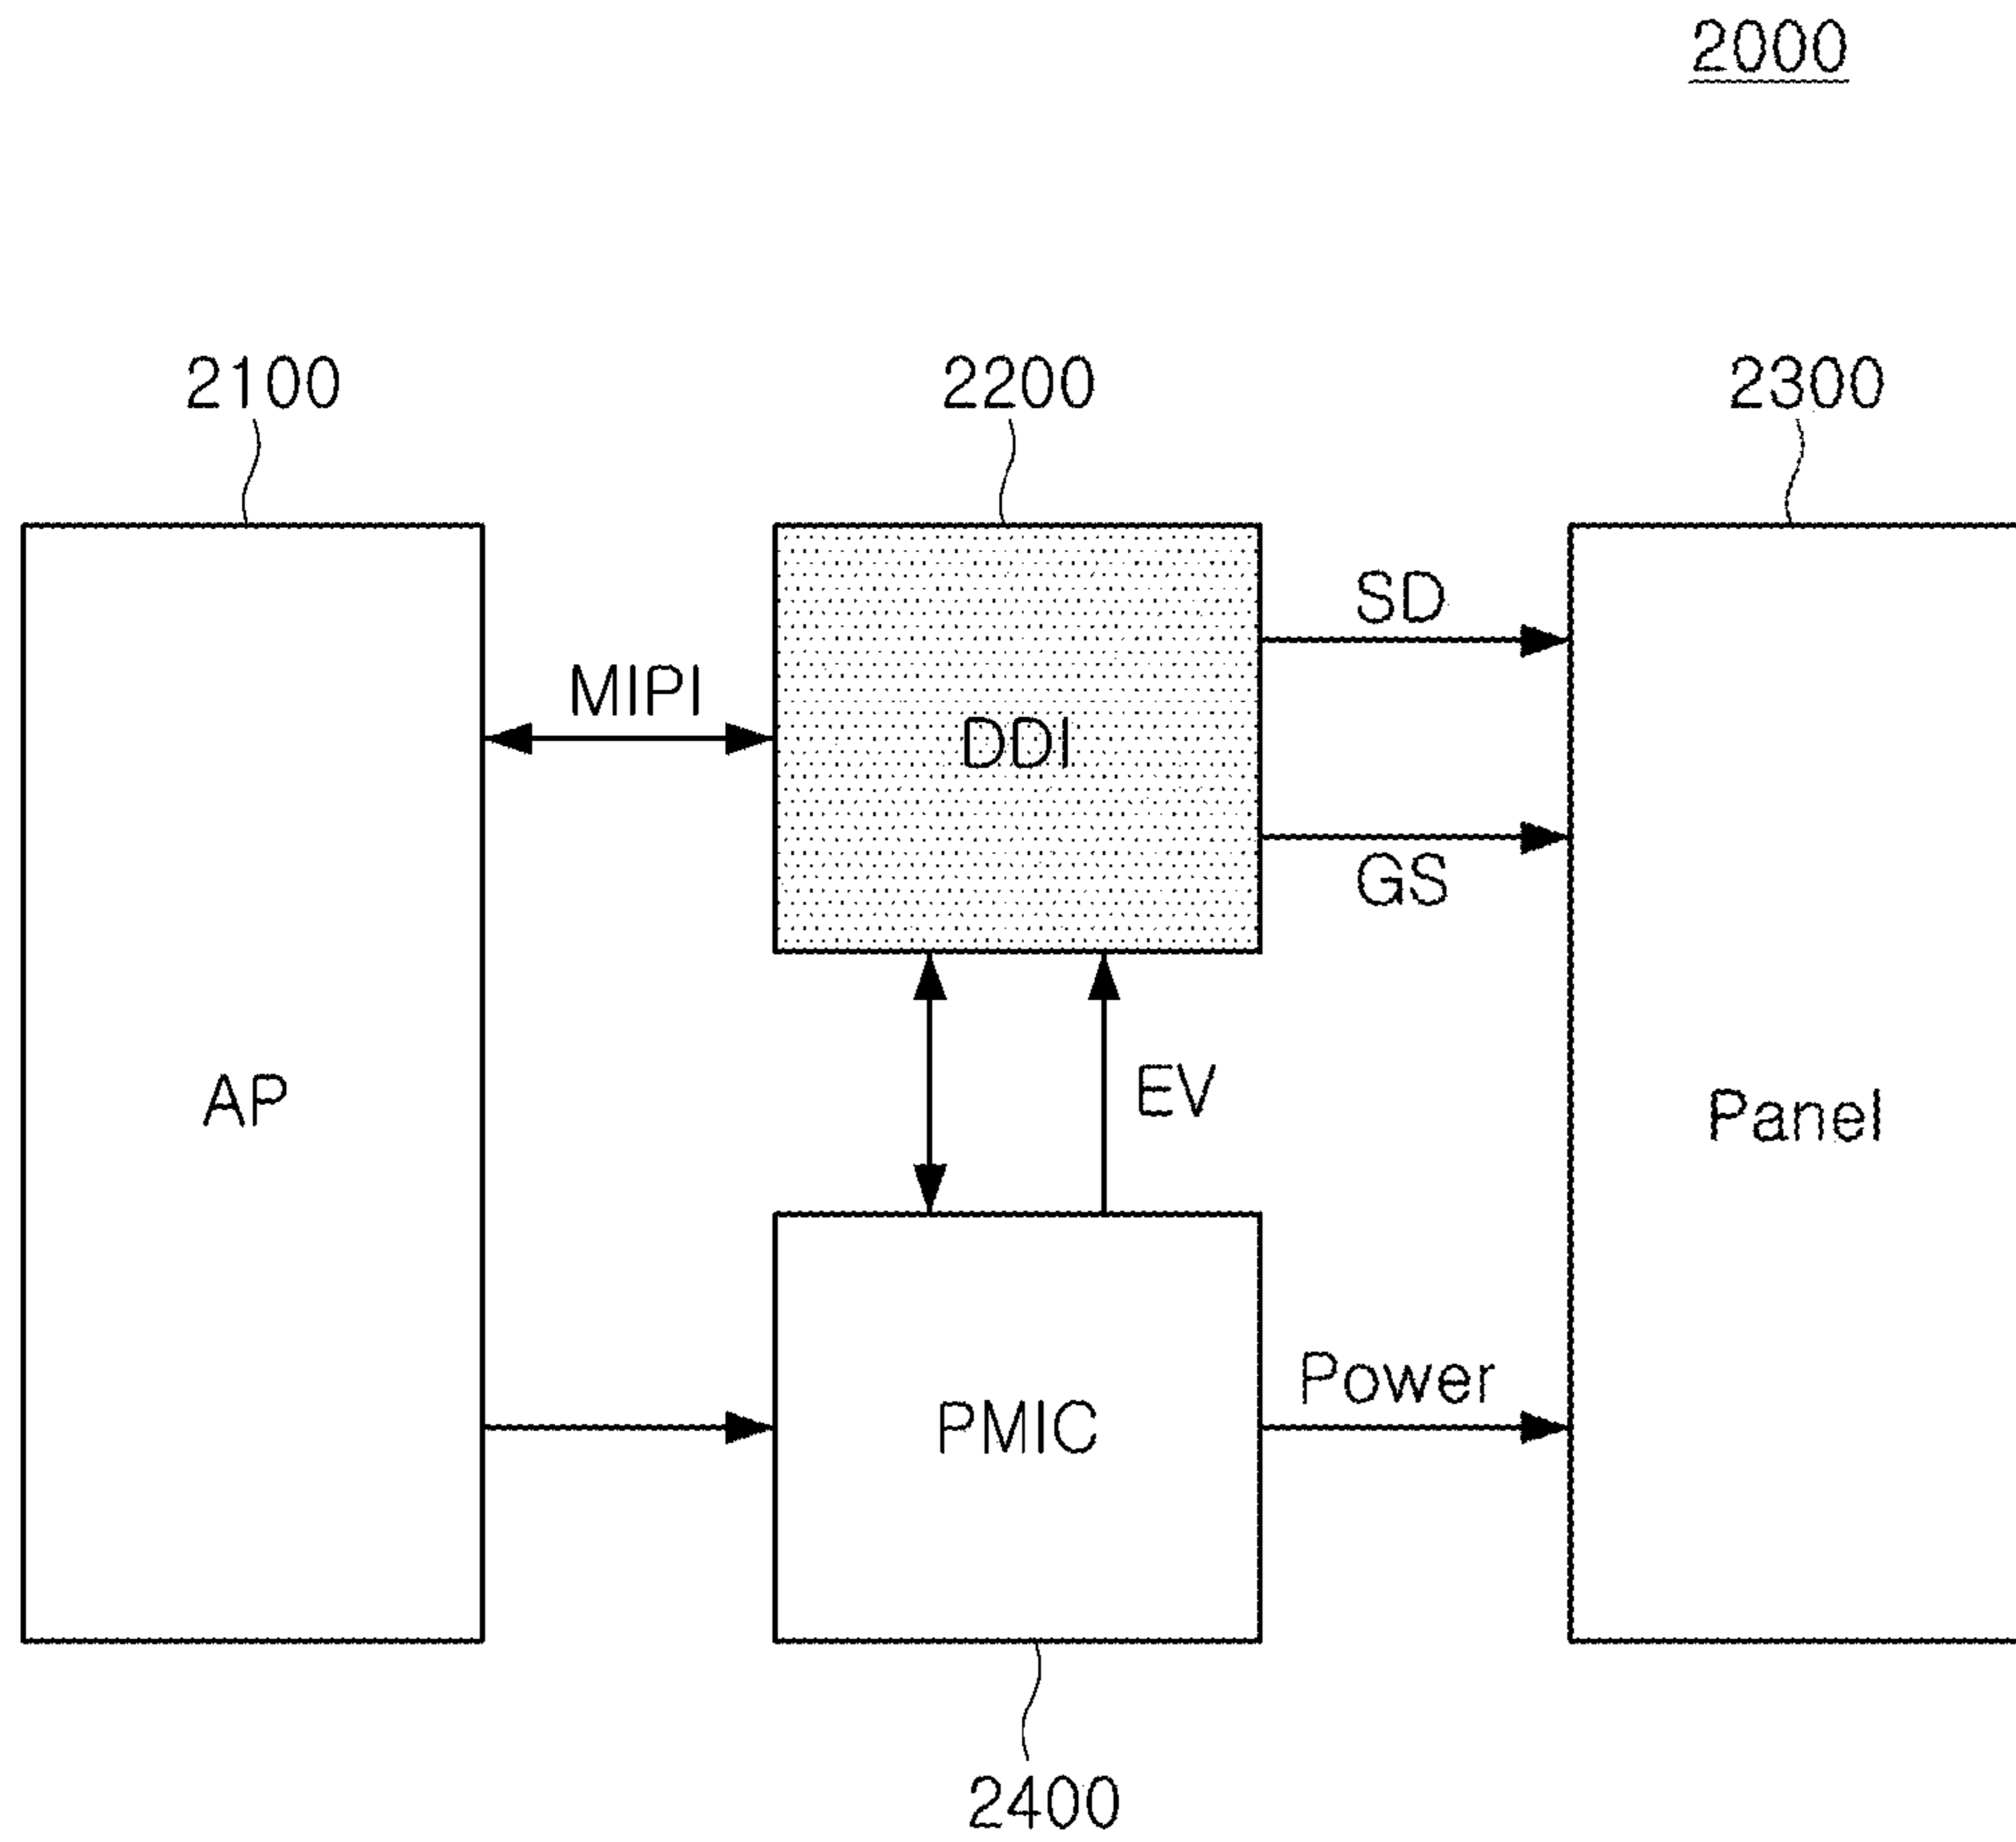 2000
2100
2200
2300
SD
MIPI
DDI
GS
EV
AP
Panel
Power
PMIC
2400